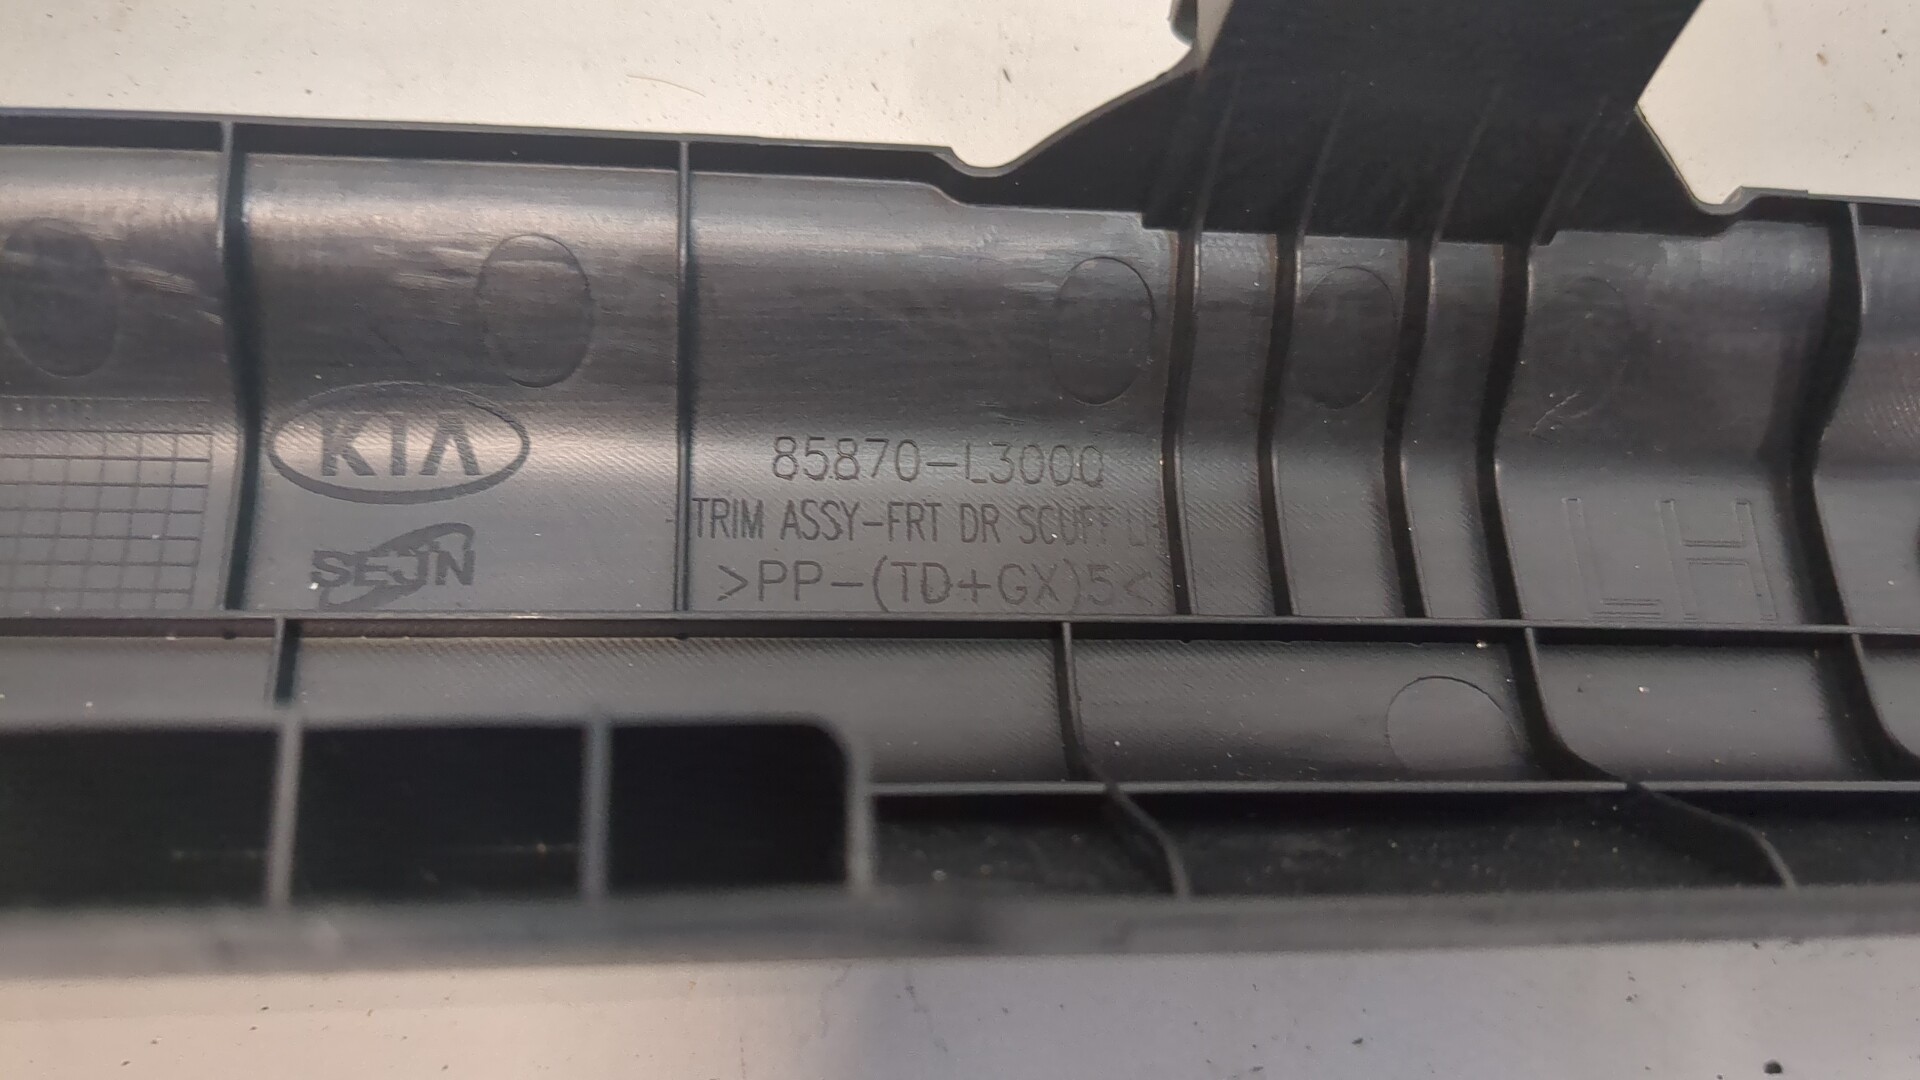 KIA
SEJN
85870-L3000
TRIM ASSY-FRT DR SCUFF LH
>PP-(TD+GX)5<
LH